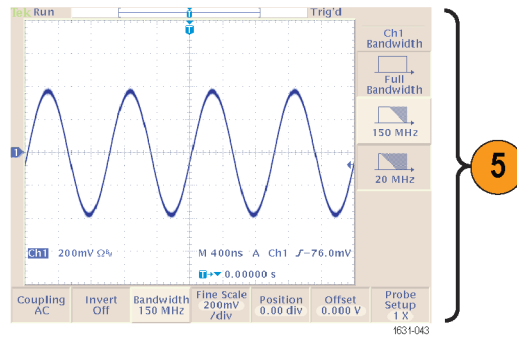 Tek Run Trig'd
T
T
Ch1
Bandwidth
Full
Bandwidth
150 MHz
20 MHz
1
5
Ch1 200mV Ω M 400ns A Ch1 -76.0mV
T 0.00000 s
Coupling
AC
Invert
Off
Bandwidth
150 MHz
Fine Scale
200mV
/div
Position
0.00 div
Offset
0.000 V
Probe
Setup
1 X
1631-043